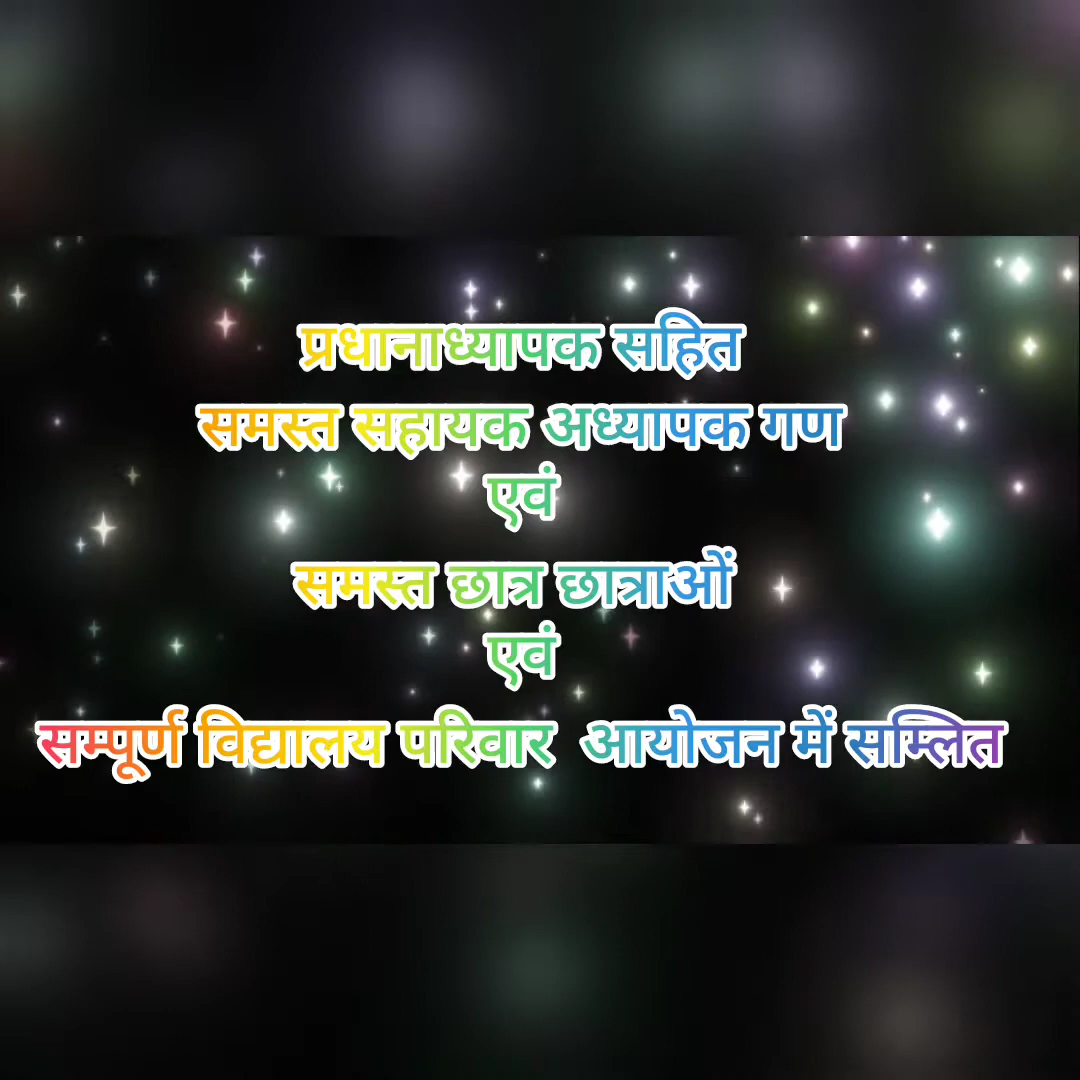 प्रधानाध्यापक सहित
समस्त सहायक अध्यापक गण
एवं
समस्त छात्र छात्राओं
एवं
सम्पूर्ण विद्यालय परिवार आयोजन में सम्लित